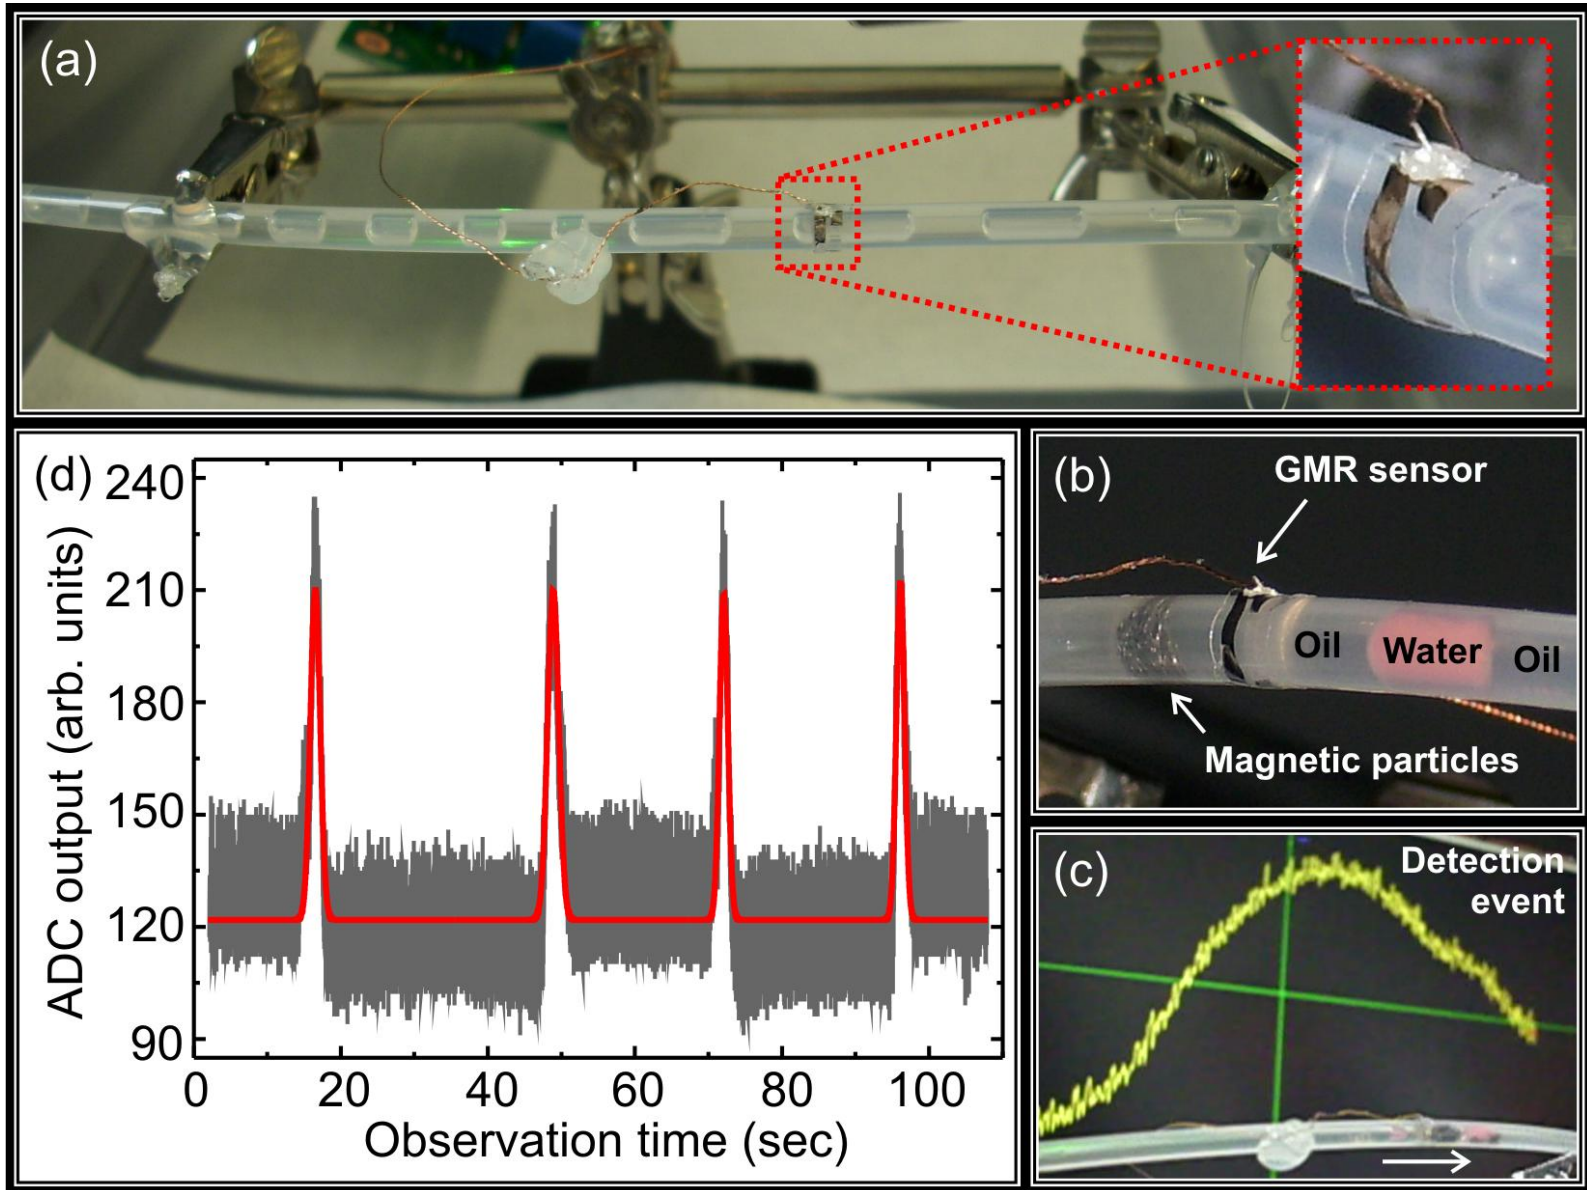 (a)
(d)
240
210
180
150
120
90
ADC output (arb. units)
0 20 40 60 80 100
Observation time (sec)
(b)
GMR sensor
Oil
Water
Oil
Magnetic particles
(c)
Detection
event